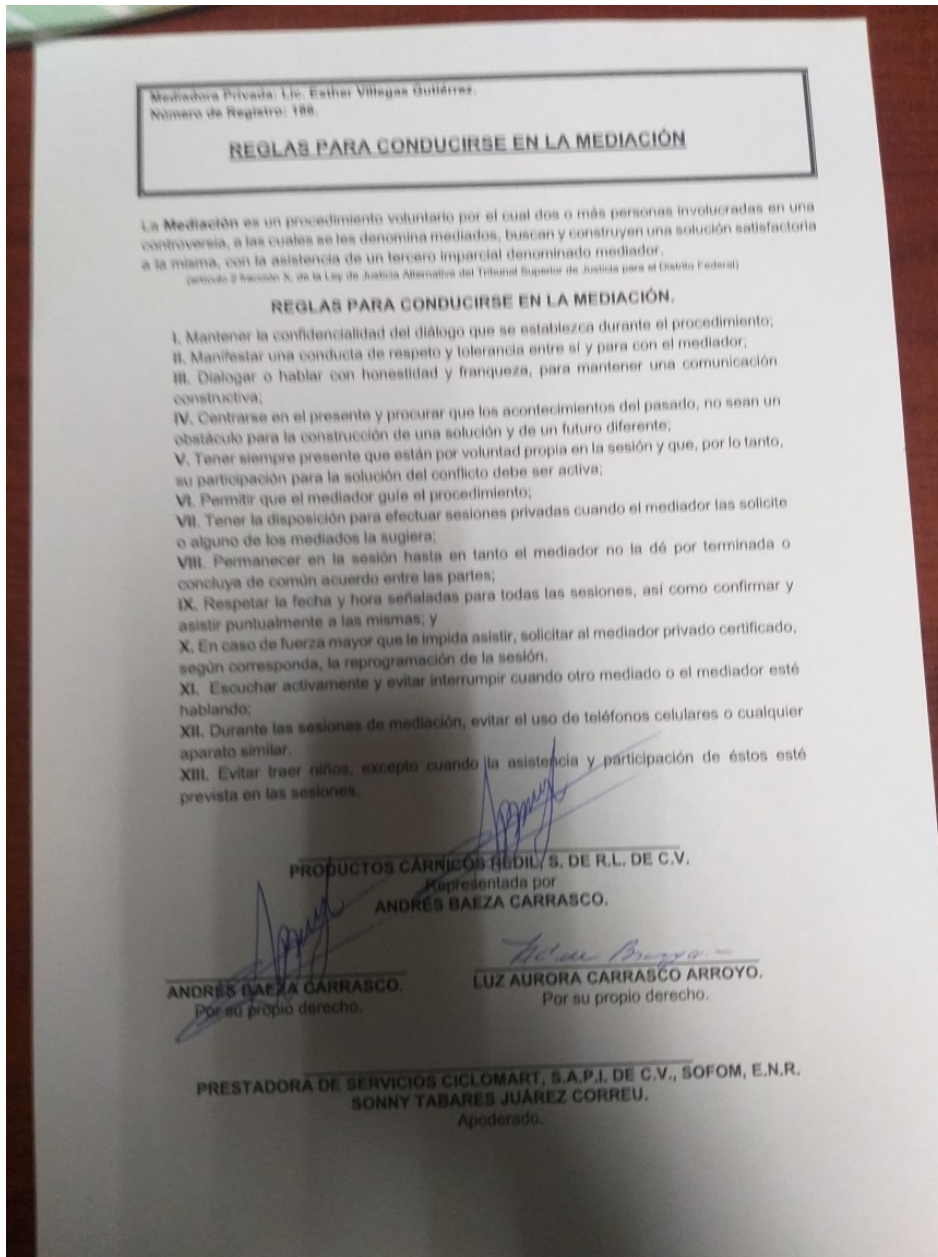 Mediadora Privada: Lic. Esther Villegas Gutiérrez.
Número de Registro: 188.
REGLAS PARA CONDUCIRSE EN LA MEDIACIÓN
La Mediación es un procedimiento voluntario por el cual dos o más personas involucradas en una
controversia, a las cuales se les denomina mediados, buscan y construyen una solución satisfactoria
a la misma, con la asistencia de un tercero imparcial denominado mediador.
(artículo 2 fracción X, de la Ley de Justicia Alternativa del Tribunal Superior de Justicia para el Distrito Federal)
REGLAS PARA CONDUCIRSE EN LA MEDIACIÓN.
I. Mantener la confidencialidad del diálogo que se establezca durante el procedimiento;
II. Manifestar una conducta de respeto y tolerancia entre sí y para con el mediador;
III. Dialogar o hablar con honestidad y franqueza, para mantener una comunicación
constructiva;
IV. Centrarse en el presente y procurar que los acontecimientos del pasado, no sean un
obstáculo para la construcción de una solución y de un futuro diferente;
V. Tener siempre presente que están por voluntad propia en la sesión y que, por lo tanto,
su participación para la solución del conflicto debe ser activa;
VI. Permitir que el mediador guíe el procedimiento;
VII. Tener la disposición para efectuar sesiones privadas cuando el mediador las solicite
o alguno de los mediados la sugiera;
VIII. Permanecer en la sesión hasta en tanto el mediador no la dé por terminada o
concluya de común acuerdo entre las partes;
IX. Respetar la fecha y hora señaladas para todas las sesiones, así como confirmar y
asistir puntualmente a las mismas; y
X. En caso de fuerza mayor que le impida asistir, solicitar al mediador privado certificado,
según corresponda, la reprogramación de la sesión.
XI. Escuchar activamente y evitar interrumpir cuando otro mediado o el mediador esté
hablando;
XII. Durante las sesiones de mediación, evitar el uso de teléfonos celulares o cualquier
aparato similar.
XIII. Evitar traer niños, excepto cuando la asistencia y participación de éstos esté
prevista en las sesiones.
PRODUCTOS CÁRNICOS REDIL, S. DE R.L. DE C.V.
Representada por
ANDRÉS BAEZA CARRASCO.
ANDRÉS BAEZA CARRASCO.
Por su propio derecho.
LUZ AURORA CARRASCO ARROYO.
Por su propio derecho.
PRESTADORA DE SERVICIOS CICLOMART, S.A.P.I. DE C.V., SOFOM, E.N.R.
SONNY TABARES JUÁREZ CORREU.
Apoderado.